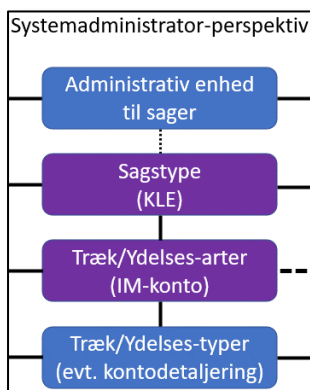 Systemadministrator-perspektiv
Administrativ enhed
til sager
Sagstype
(KLE)
Træk/Ydelses-arter
(IM-konto)
Træk/Ydelses-typer
(evt. kontodetaljering)